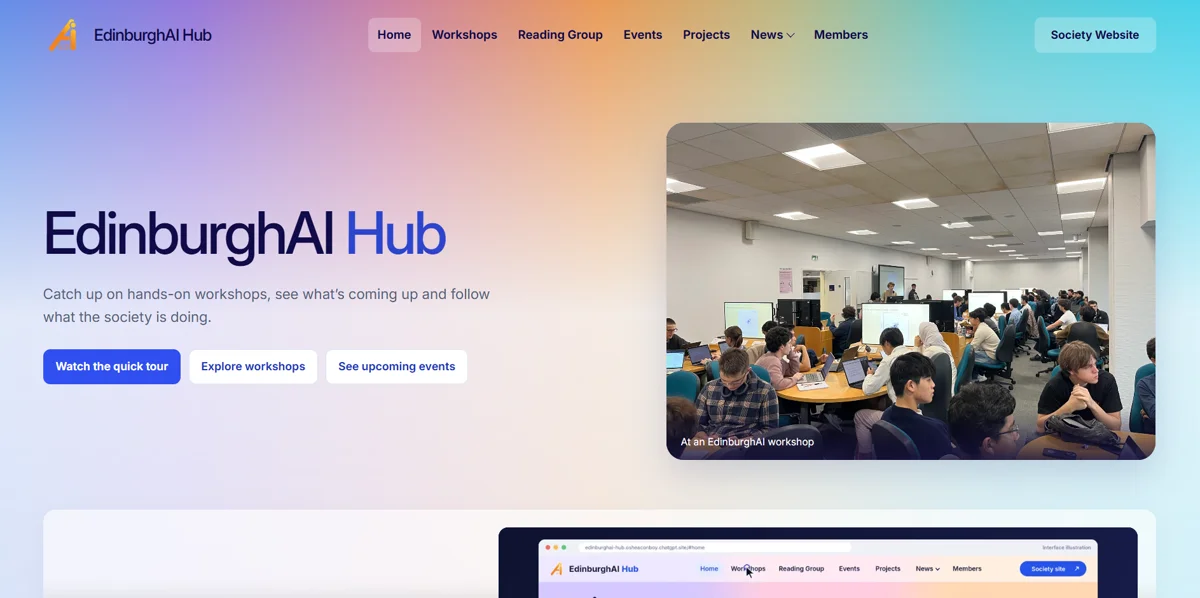 EdinburghAI Hub
Home Workshops Reading Group Events Projects News Members
Society Website
EdinburghAI Hub
Catch up on hands-on workshops, see what's coming up and follow
what the society is doing.
Watch the quick tour
Explore workshops
See upcoming events
At an EdinburghAI workshop
Interface illustration
EdinburghAI Hub
Home Workshops Reading Group Events Projects News Members
Society site